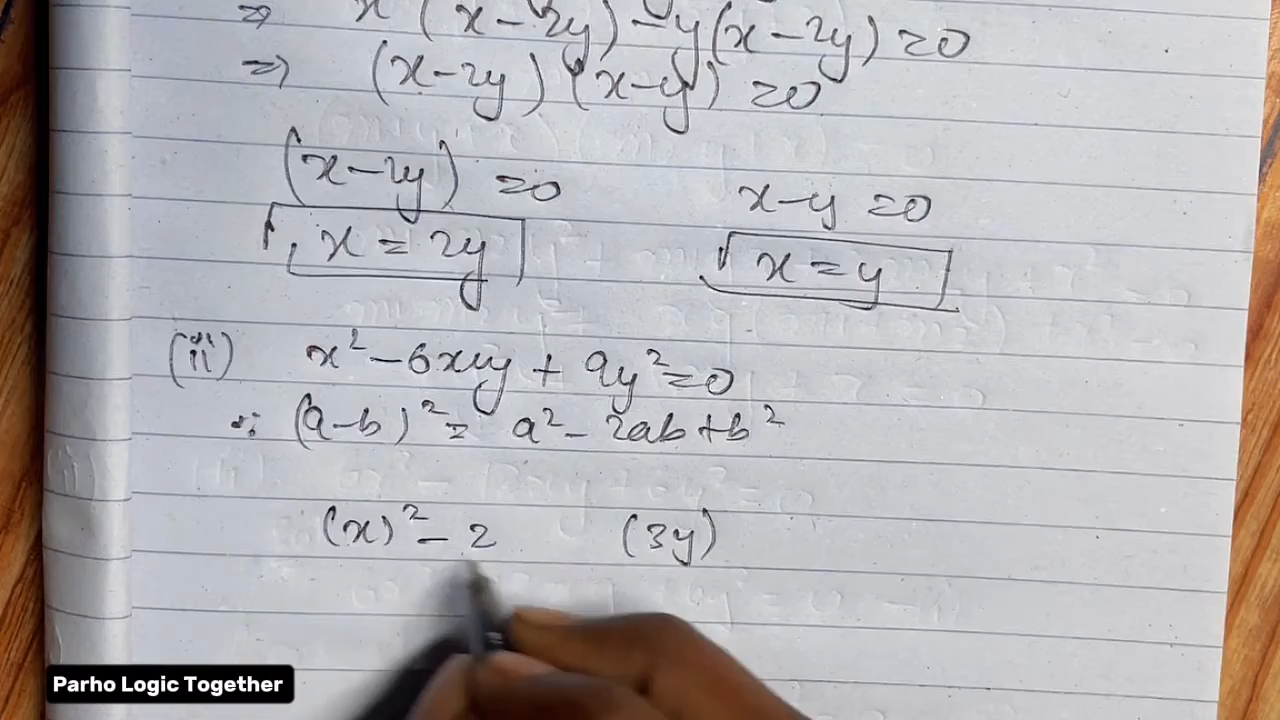 ⇒ x(x-2y)-y(x-2y)=0
⇒ (x-2y)(x-y)=0
(x-2y)=0 x-y=0
x=2y x=y
(ii) x²-6xy+9y²=0
∵ (a-b)²= a²-2ab+b²
(x)²-2 (3y)
Parho Logic Together